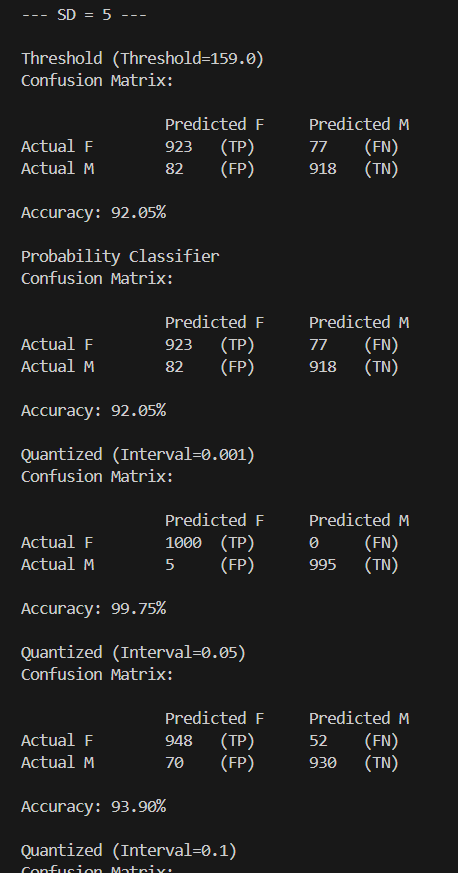 --- SD = 5 ---
Threshold (Threshold=159.0)
Confusion Matrix:
Predicted F Predicted M
Actual F 923 (TP) 77 (FN)
Actual M 82 (FP) 918 (TN)
Accuracy: 92.05%
Probability Classifier
Confusion Matrix:
Predicted F Predicted M
Actual F 923 (TP) 77 (FN)
Actual M 82 (FP) 918 (TN)
Accuracy: 92.05%
Quantized (Interval=0.001)
Confusion Matrix:
Predicted F Predicted M
Actual F 1000 (TP) 0 (FN)
Actual M 5 (FP) 995 (TN)
Accuracy: 99.75%
Quantized (Interval=0.05)
Confusion Matrix:
Predicted F Predicted M
Actual F 948 (TP) 52 (FN)
Actual M 70 (FP) 930 (TN)
Accuracy: 93.90%
Quantized (Interval=0.1)
Confusion Matrix: